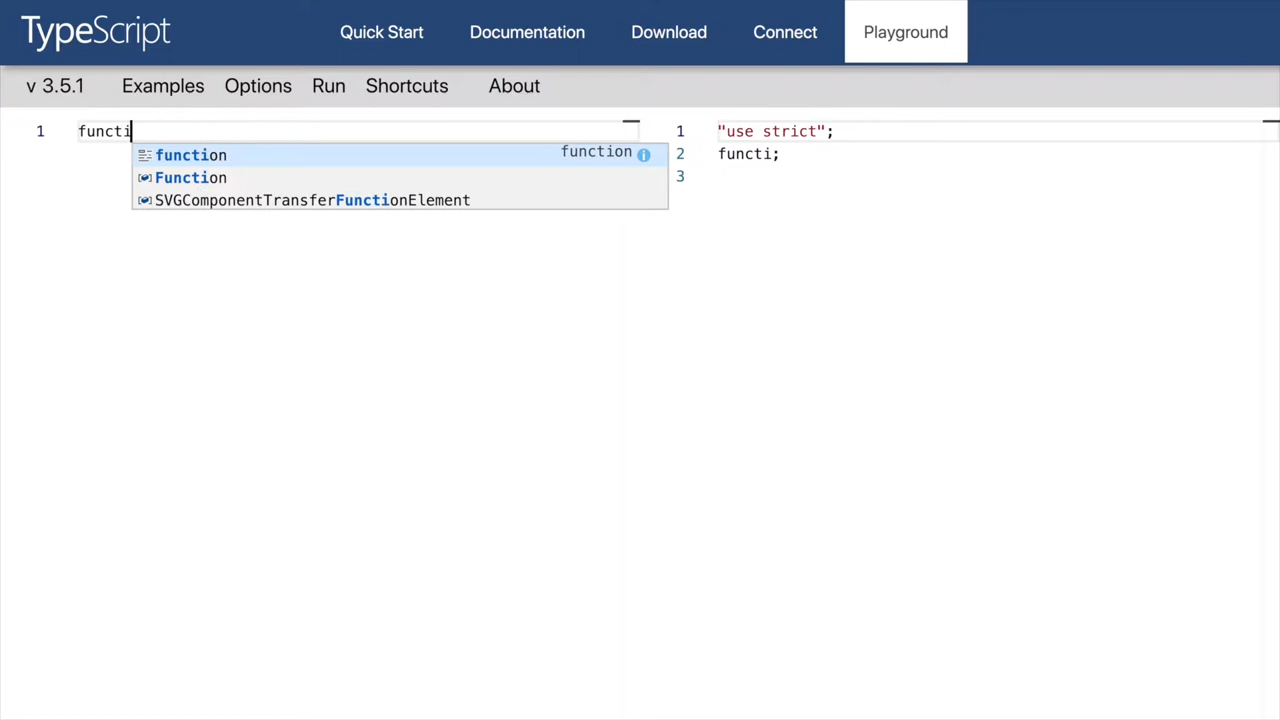 TypeScript
Quick Start
Documentation
Download
Connect
Playground
v 3.5.1
Examples
Options
Run
Shortcuts
About
1 functi
function function
Function
SVGComponentTransferFunctionElement
1 "use strict";
2 functi;
3